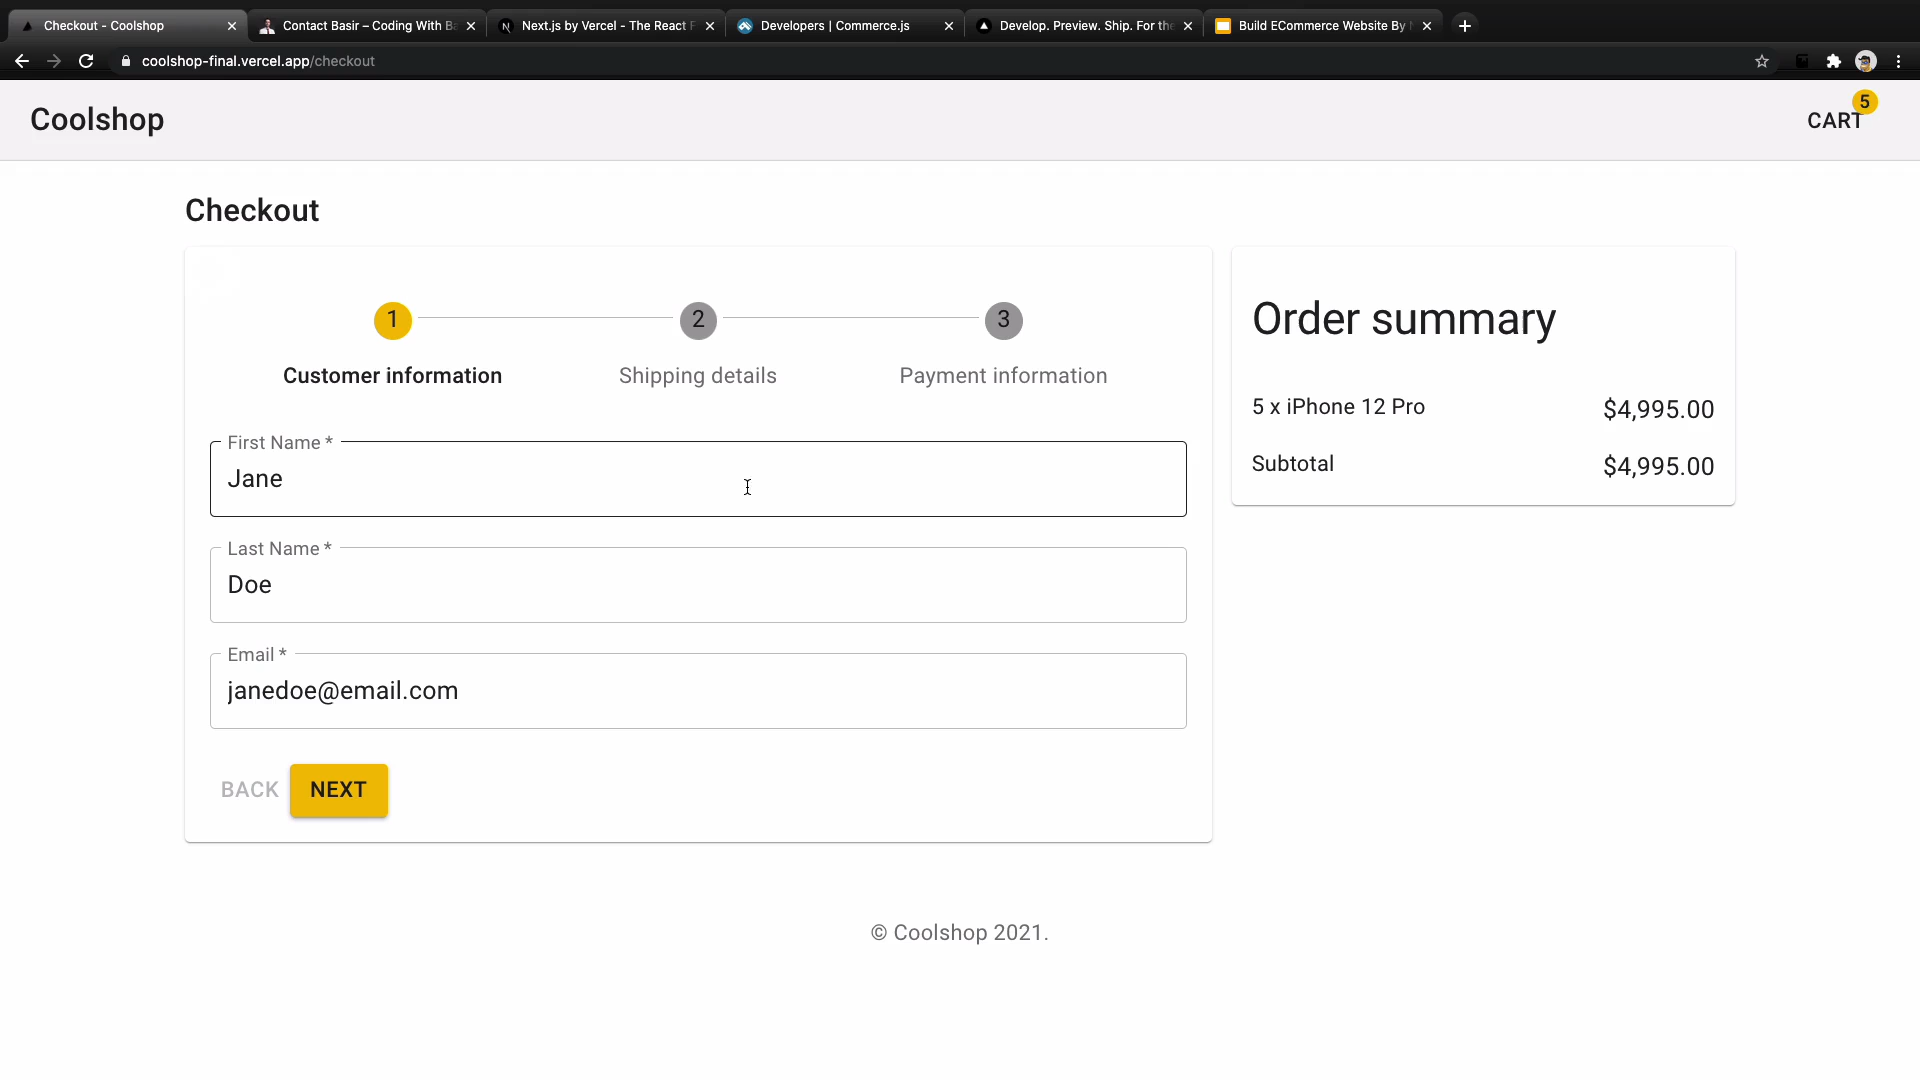 Checkout - Coolshop
Contact Basir – Coding With Ba
Next.js by Vercel - The React F
Developers | Commerce.js
Develop. Preview. Ship. For the
Build ECommerce Website By
coolshop-final.vercel.app/checkout
Coolshop
CART
5
Checkout
1
2
3
Customer information
Shipping details
Payment information
First Name *
Jane
Last Name *
Doe
Email *
janedoe@email.com
BACK
NEXT
Order summary
5 x iPhone 12 Pro $4,995.00
Subtotal $4,995.00
© Coolshop 2021.